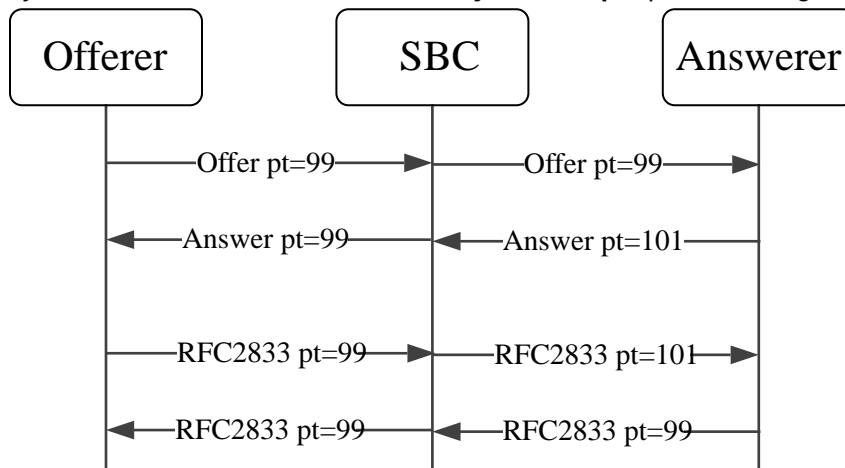 Offerer SBC Answerer
Offer pt=99 Offer pt=99
Answer pt=99 Answer pt=101
RFC2833 pt=99 RFC2833 pt=101
RFC2833 pt=99 RFC2833 pt=99